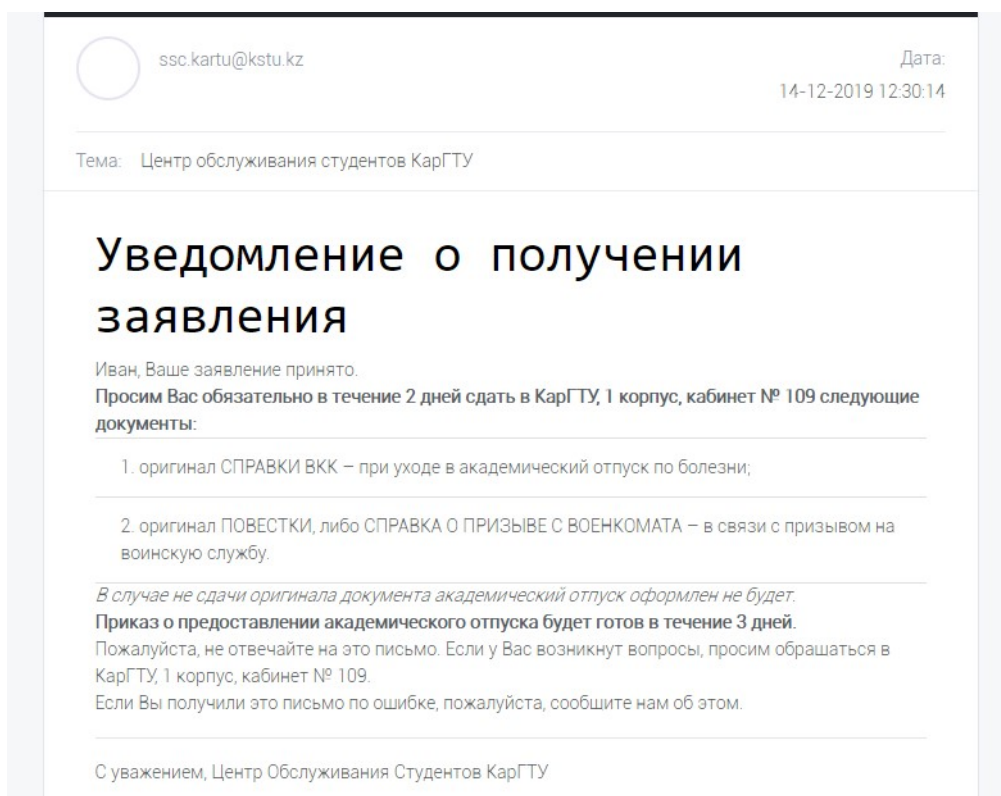 ssc.kartu@kstu.kz
Дата:
14-12-2019 12:30:14
Тема: Центр обслуживания студентов КарГТУ
Уведомление о получении
заявления
Иван, Ваше заявление принято.
Просим Вас обязательно в течение 2 дней сдать в КарГТУ, 1 корпус, кабинет № 109 следующие
документы:
1. оригинал СПРАВКИ ВКК – при уходе в академический отпуск по болезни;
2. оригинал ПОВЕСТКИ, либо СПРАВКА О ПРИЗЫВЕ С ВОЕНКОМАТА – в связи с призывом на
воинскую службу.
В случае не сдачи оригинала документа академический отпуск оформлен не будет.
Приказ о предоставлении академического отпуска будет готов в течение 3 дней.
Пожалуйста, не отвечайте на это письмо. Если у Вас возникнут вопросы, просим обращаться в
КарГТУ, 1 корпус, кабинет № 109.
Если Вы получили это письмо по ошибке, пожалуйста, сообщите нам об этом.
С уважением, Центр Обслуживания Студентов КарГТУ